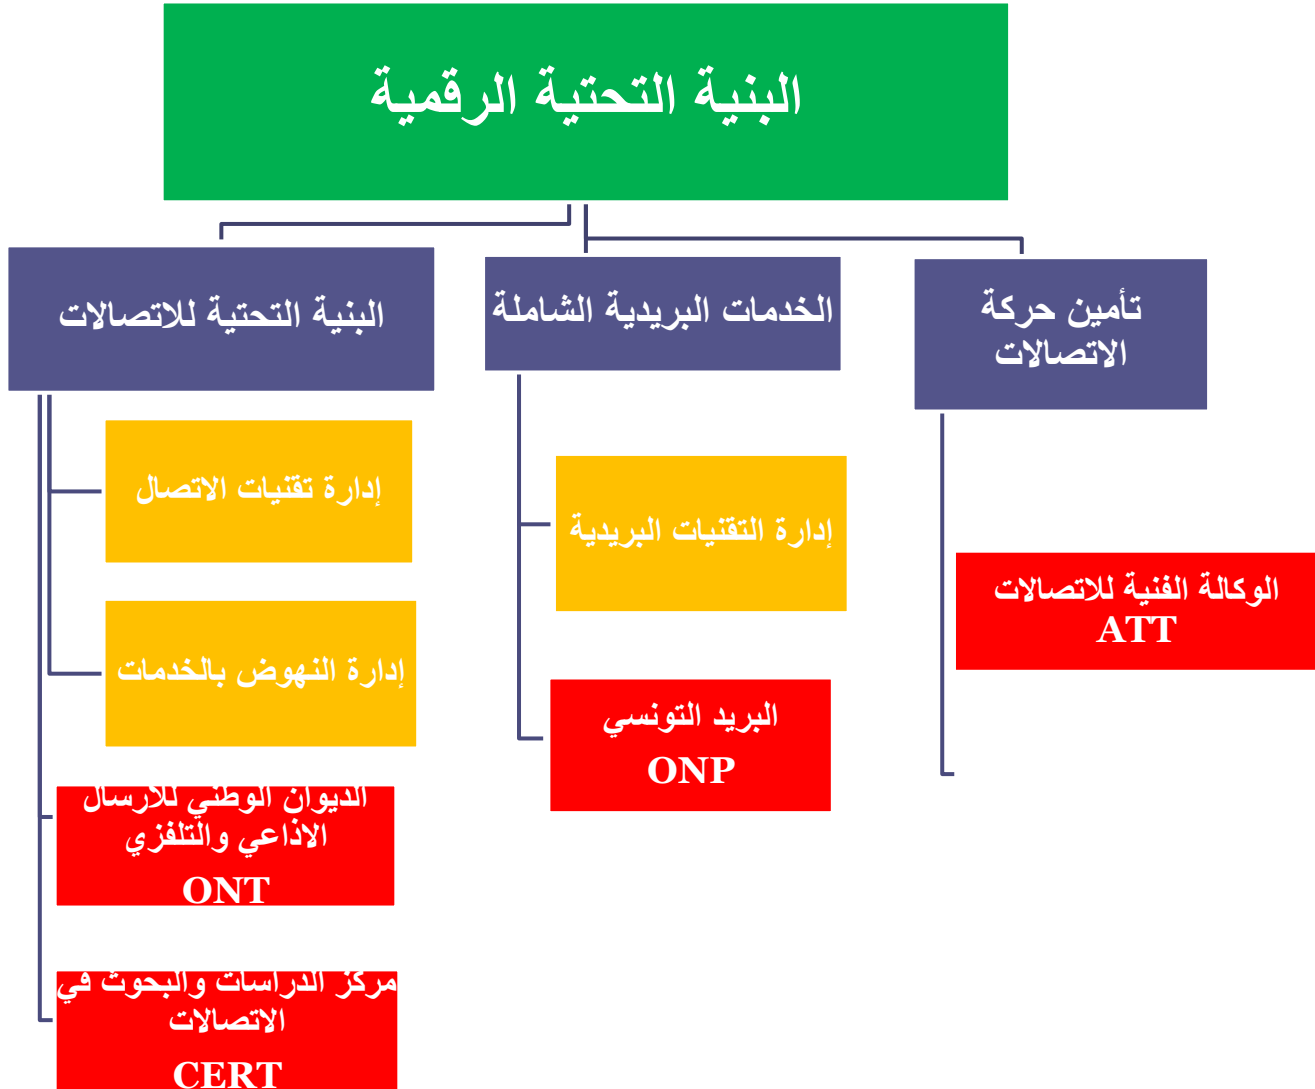 البنية التحتية الرقمية
تأمين حركة
الاتصالات
الوكالة الفنية للاتصالات
ATT
الخدمات البريدية الشاملة
إدارة التقنيات البريدية
البريد التونسي
ONP
البنية التحتية للاتصالات
إدارة تقنيات الاتصال
إدارة النهوض بالخدمات
الديوان الوطني للارسال
الاذاعي والتلفزي
ONT
مركز الدراسات والبحوث في
الاتصالات
CERT